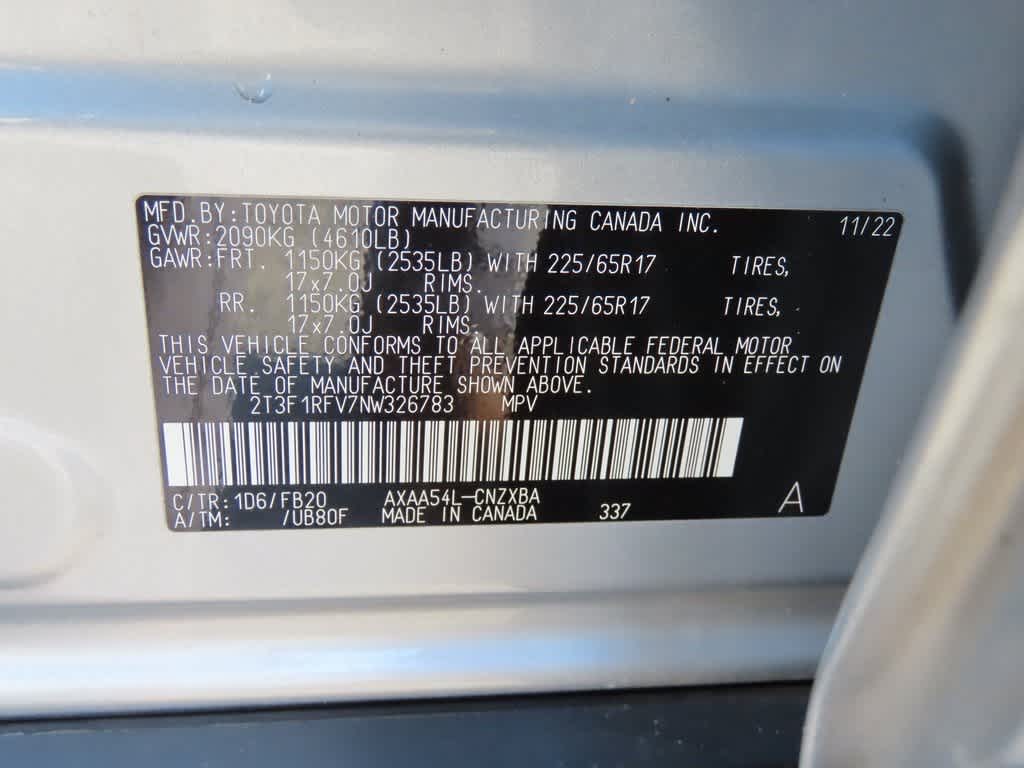 MFD.BY:TOYOTA MOTOR MANUFACTURING CANADA INC. 11/22
GVWR:2090KG (4610LB)
GAWR:FRT. 1150KG (2535LB) WITH 225/65R17 TIRES,
17x7.0J RIMS.
RR. 1150KG (2535LB) WITH 225/65R17 TIRES,
17x7.0J RIMS.
THIS VEHICLE CONFORMS TO ALL APPLICABLE FEDERAL MOTOR
VEHICLE SAFETY AND THEFT PREVENTION STANDARDS IN EFFECT ON
THE DATE OF MANUFACTURE SHOWN ABOVE.
2T3F1RFV7NW326783 MPV
C/TR:1D6/FB20 AXAA54L-CNZXBA
A/TM: /UB80F MADE IN CANADA 337 A